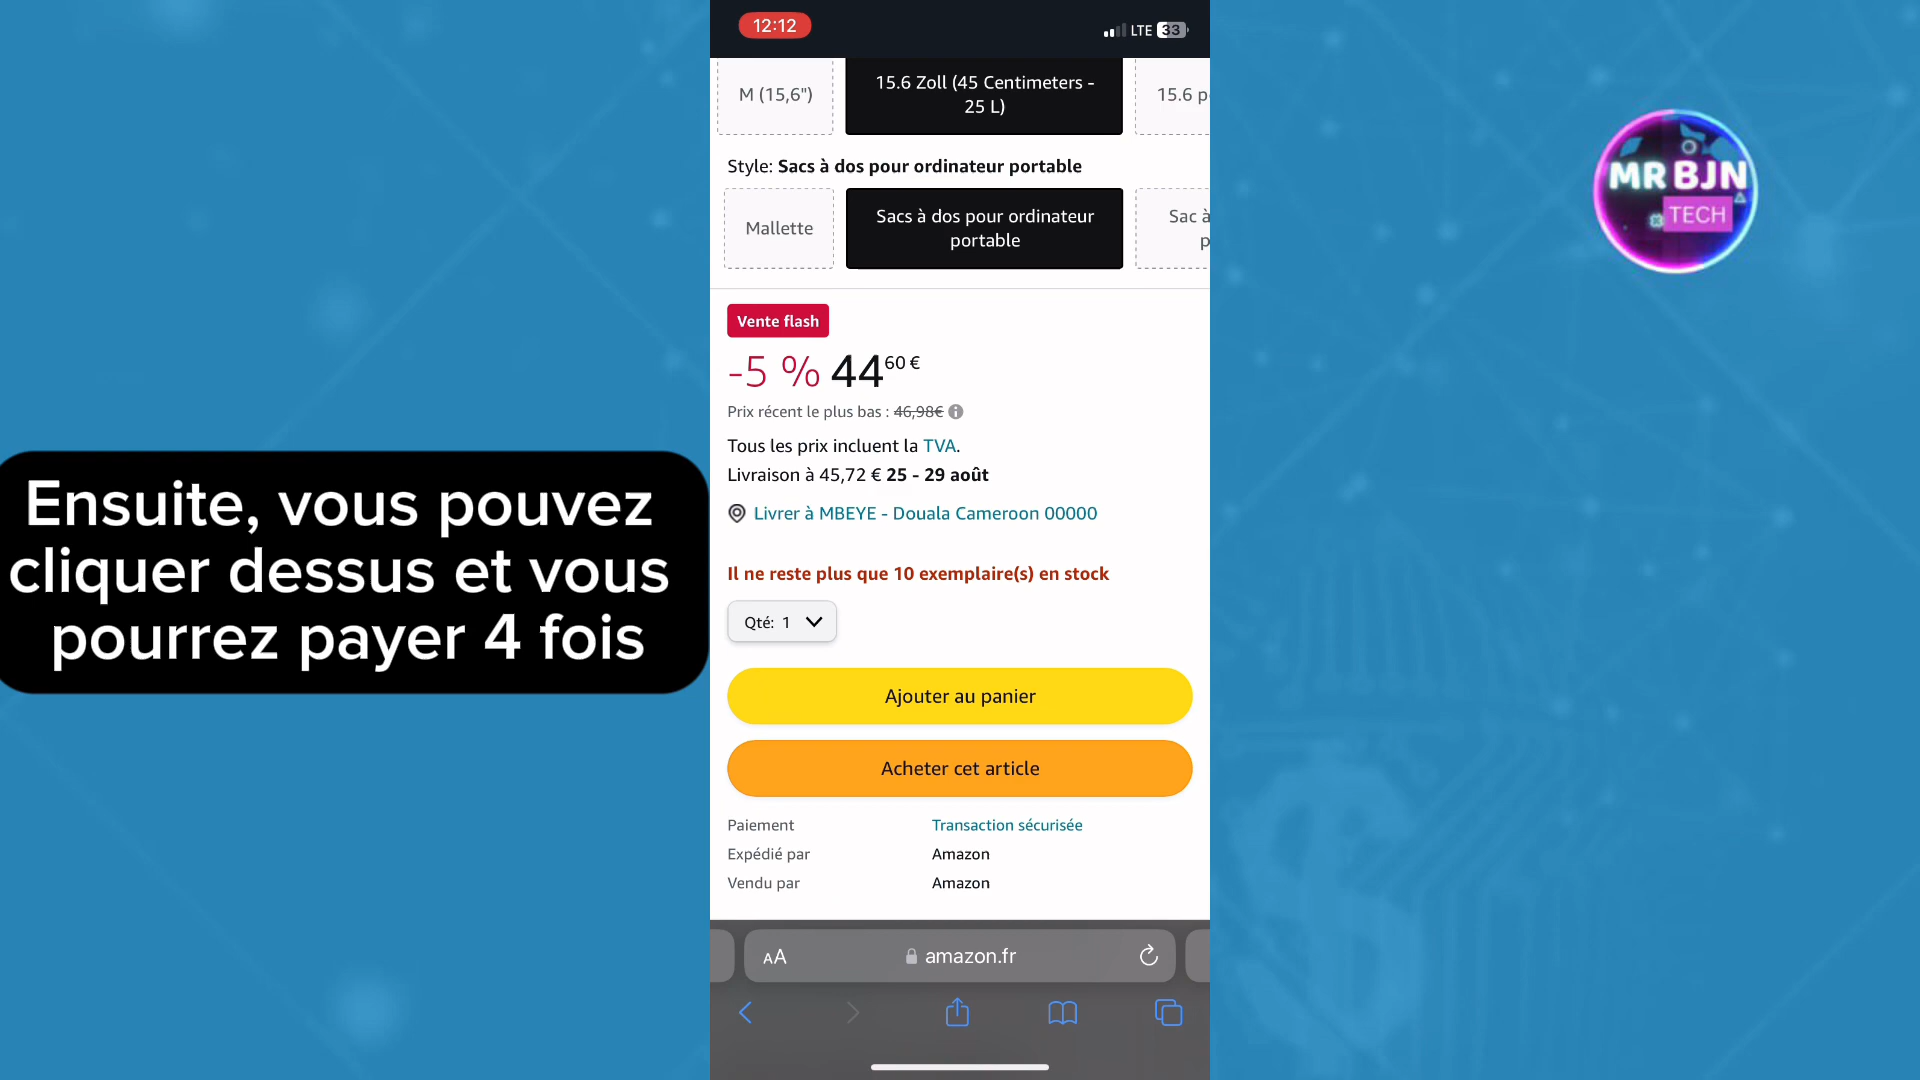 12:12
LTE 33
M (15,6")
15.6 Zoll (45 Centimeters -
25 L)
15.6 p
Style: Sacs à dos pour ordinateur portable
Mallette
Sacs à dos pour ordinateur
portable
Sac à
p
Vente flash
-5 % 44 60 €
Prix récent le plus bas : 46,98€
Tous les prix incluent la TVA.
Livraison à 45,72 € 25 - 29 août
Livrer à MBEYE - Douala Cameroon 00000
Il ne reste plus que 10 exemplaire(s) en stock
Qté: 1
Ajouter au panier
Acheter cet article
Paiement Transaction sécurisée
Expédié par Amazon
Vendu par Amazon
AA amazon.fr
Ensuite, vous pouvez
cliquer dessus et vous
pourrez payer 4 fois
MR BJN
TECH